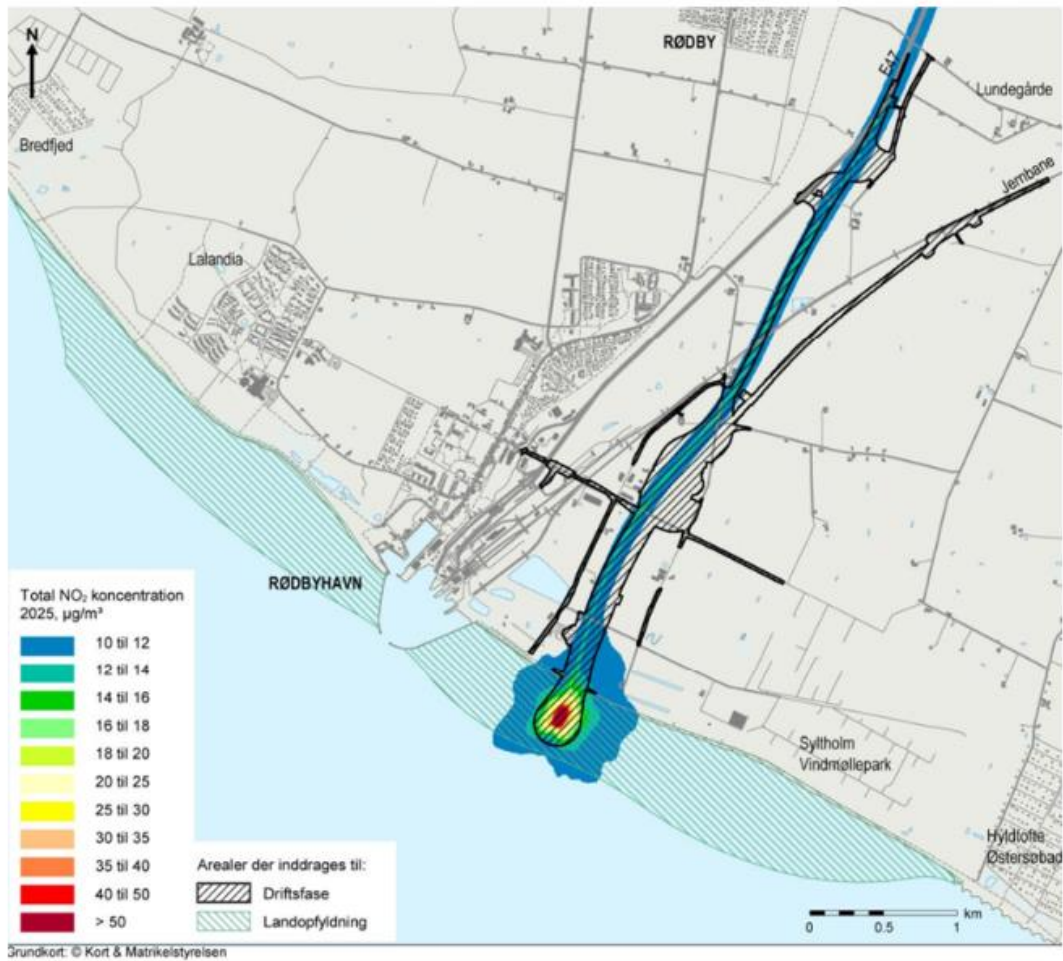 N
RØDBY
E47
Lundegårde
Bredfjed
Jernbane
Lalandia
RØDBYHAVN
Syltholm
Vindmøllepark
Hyldtofte
Østersøbad
Total NO₂ koncentration
2025, µg/m³
10 til 12
12 til 14
14 til 16
16 til 18
18 til 20
20 til 25
25 til 30
30 til 35
35 til 40
40 til 50
> 50
Arealer der inddrages til:
Driftsfase
Landopfyldning
km
0 0.5 1
Grundkort: © Kort & Matrikelstyrelsen